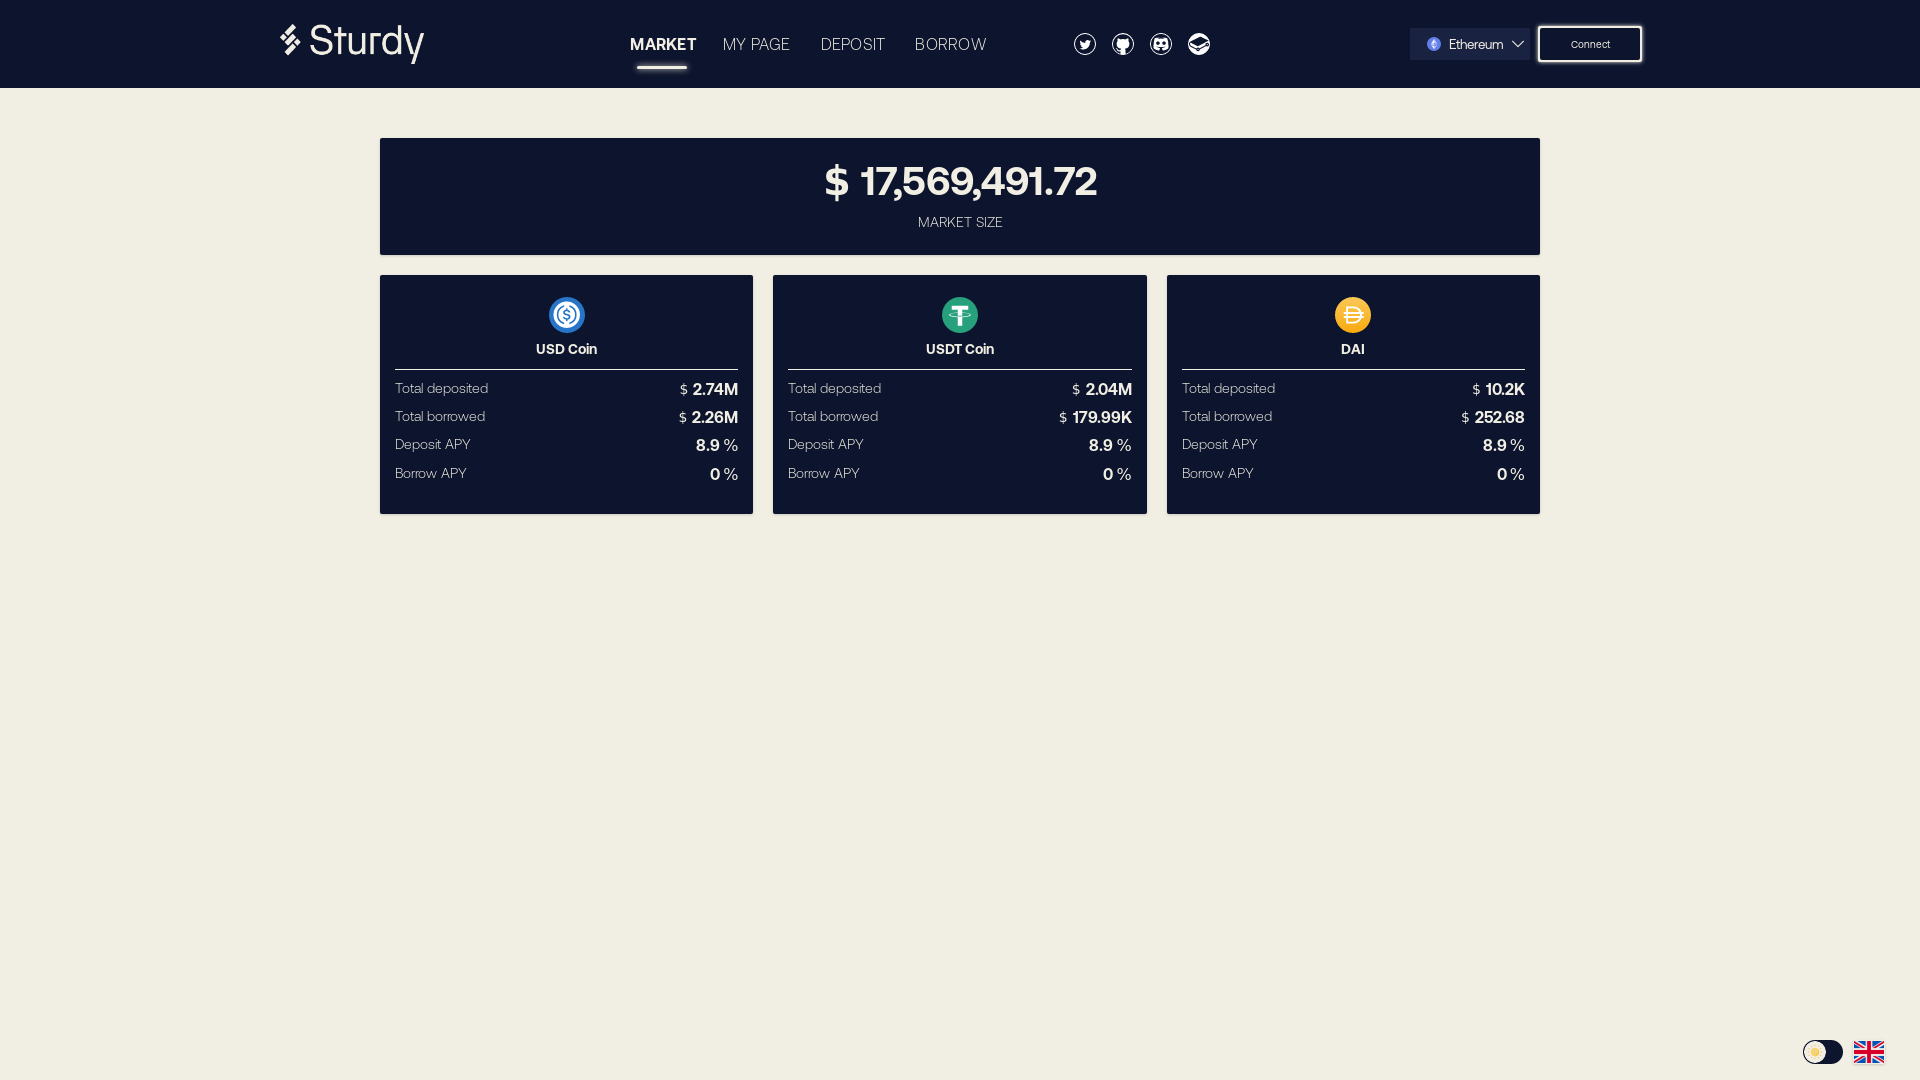 Sturdy
MARKET MY PAGE DEPOSIT BORROW
Ethereum
Connect
$ 17,569,491.72
MARKET SIZE
USD Coin
Total deposited $ 2.74M
Total borrowed $ 2.26M
Deposit APY 8.9 %
Borrow APY 0 %
USDT Coin
Total deposited $ 2.04M
Total borrowed $ 179.99K
Deposit APY 8.9 %
Borrow APY 0 %
DAI
Total deposited $ 10.2K
Total borrowed $ 252.68
Deposit APY 8.9 %
Borrow APY 0 %